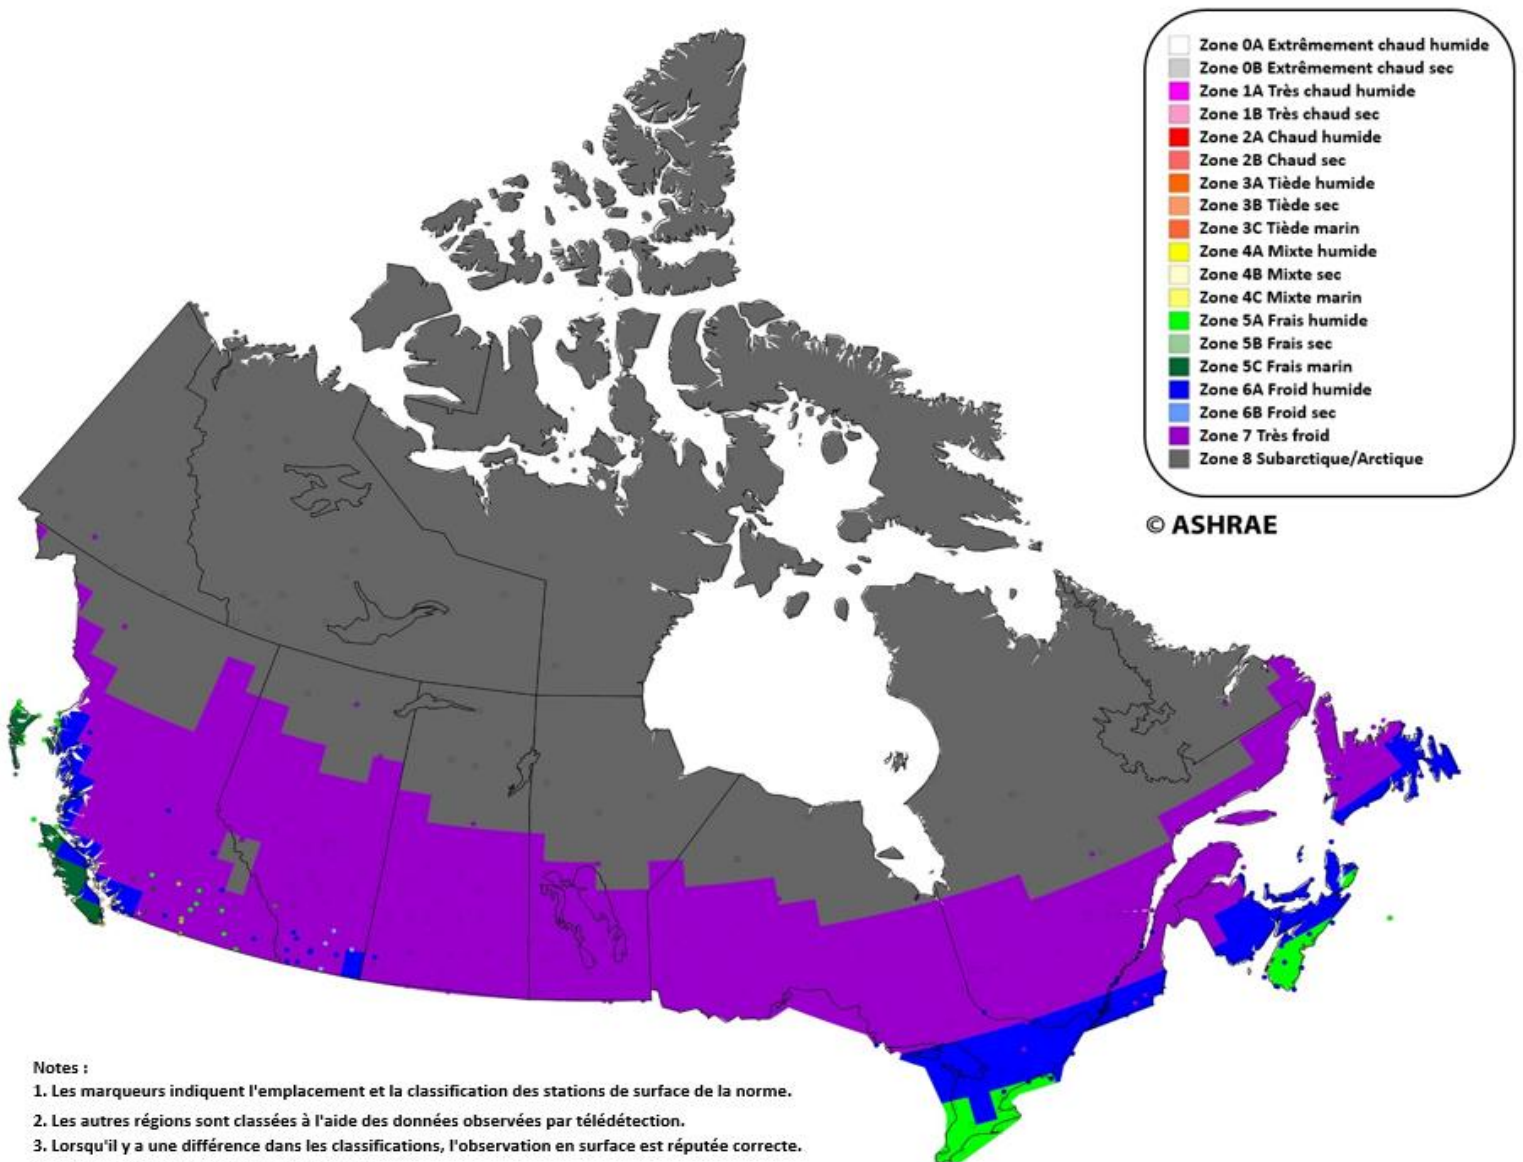 Zone 0A Extrêmement chaud humide
Zone 0B Extrêmement chaud sec
Zone 1A Très chaud humide
Zone 1B Très chaud sec
Zone 2A Chaud humide
Zone 2B Chaud sec
Zone 3A Tiède humide
Zone 3B Tiède sec
Zone 3C Tiède marin
Zone 4A Mixte humide
Zone 4B Mixte sec
Zone 4C Mixte marin
Zone 5A Frais humide
Zone 5B Frais sec
Zone 5C Frais marin
Zone 6A Froid humide
Zone 6B Froid sec
Zone 7 Très froid
Zone 8 Subarctique/Arctique
© ASHRAE
Notes :
1. Les marqueurs indiquent l'emplacement et la classification des stations de surface de la norme.
2. Les autres régions sont classées à l'aide des données observées par télédétection.
3. Lorsqu'il y a une différence dans les classifications, l'observation en surface est réputée correcte.